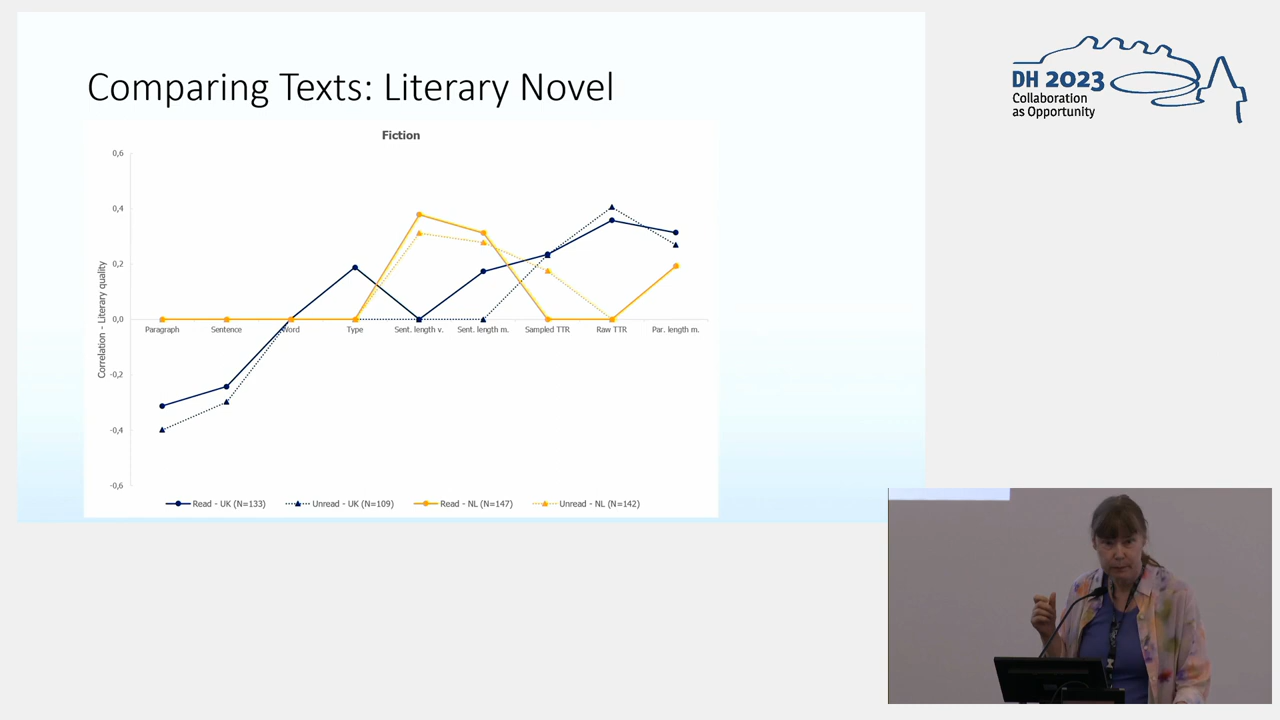 Comparing Texts: Literary Novel
DH 2023
Collaboration
as Opportunity
Fiction
0,6
0,4
0,2
0,0
-0,2
-0,4
-0,6
Correlation - Literary quality
Paragraph
Sentence
Word
Type
Sent. length v.
Sent. length m.
Sampled TTR
Raw TTR
Par. length m.
Read - UK (N=133)
Unread - UK (N=109)
Read - NL (N=147)
Unread - NL (N=142)